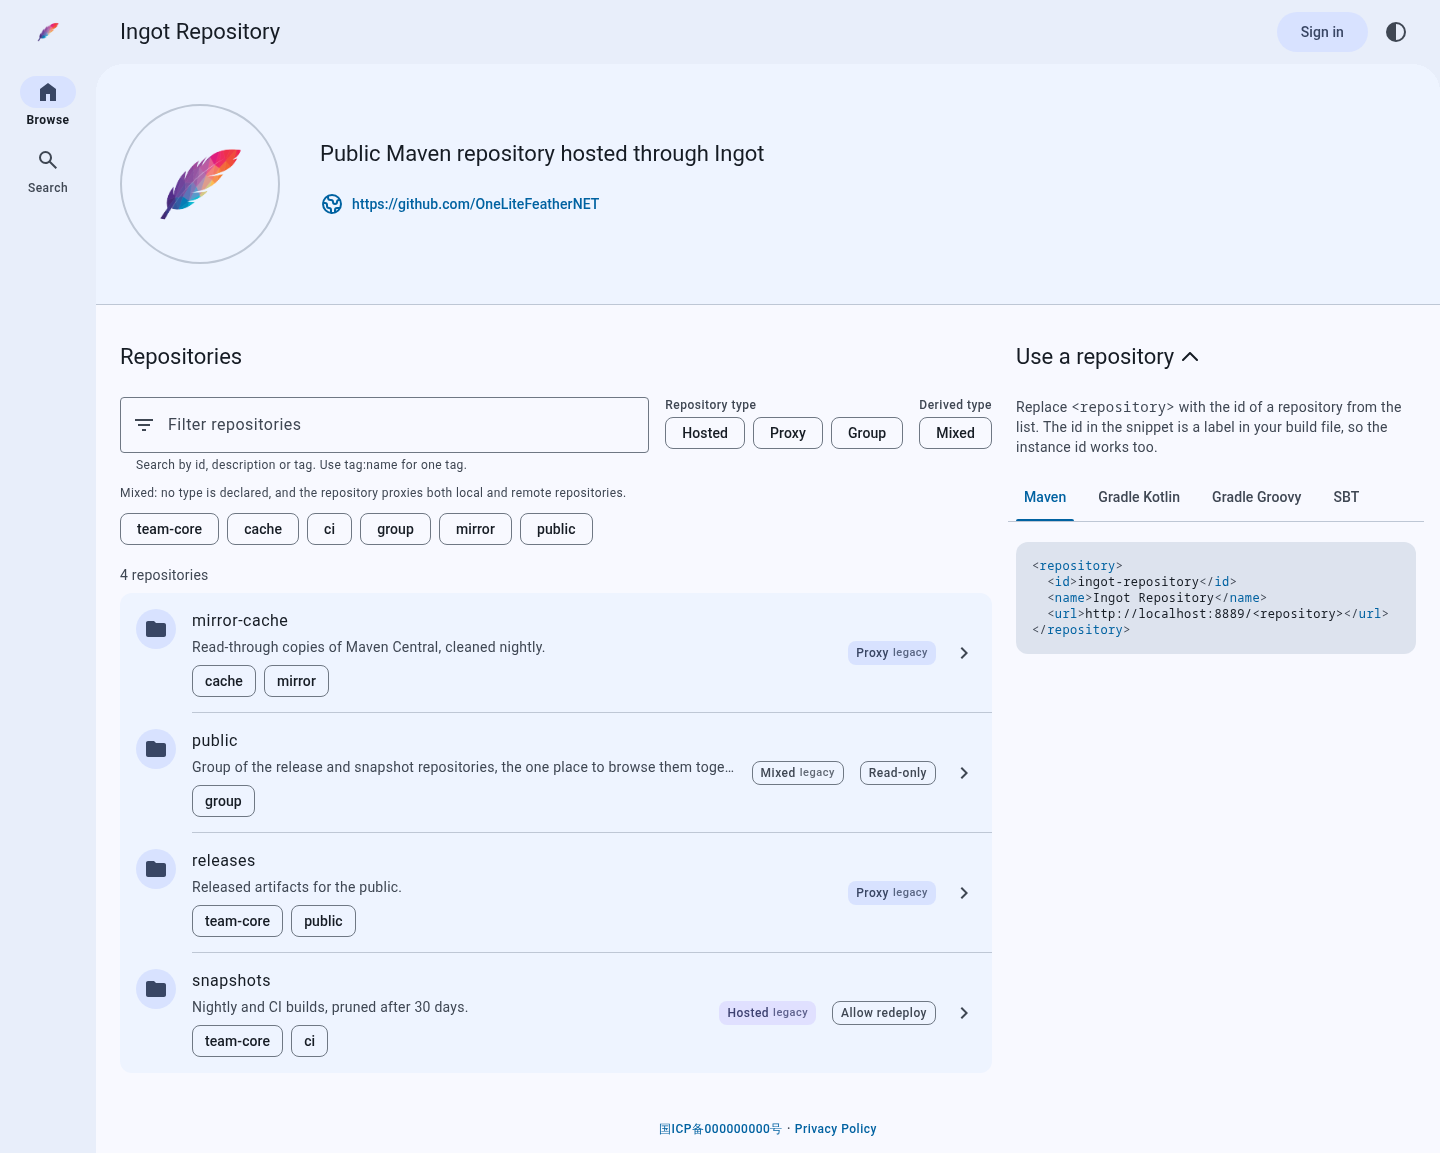 Ingot Repository
Sign in
Browse
Search
Public Maven repository hosted through Ingot
https://github.com/OneLiteFeatherNET
Repositories
Filter repositories
Search by id, description or tag. Use tag:name for one tag.
Repository type
Hosted
Proxy
Group
Derived type
Mixed
Mixed: no type is declared, and the repository proxies both local and remote repositories.
team-core
cache
ci
group
mirror
public
4 repositories
mirror-cache
Read-through copies of Maven Central, cleaned nightly.
cache
mirror
Proxy legacy
public
Group of the release and snapshot repositories, the one place to browse them toge…
group
Mixed legacy
Read-only
releases
Released artifacts for the public.
team-core
public
Proxy legacy
snapshots
Nightly and CI builds, pruned after 30 days.
team-core
ci
Hosted legacy
Allow redeploy
Use a repository
Replace <repository> with the id of a repository from the
list. The id in the snippet is a label in your build file, so the
instance id works too.
Maven
Gradle Kotlin
Gradle Groovy
SBT
<repository>
  <id>ingot-repository</id>
  <name>Ingot Repository</name>
  <url>http://localhost:8889/<repository></url>
</repository>
国ICP备000000000号 · Privacy Policy